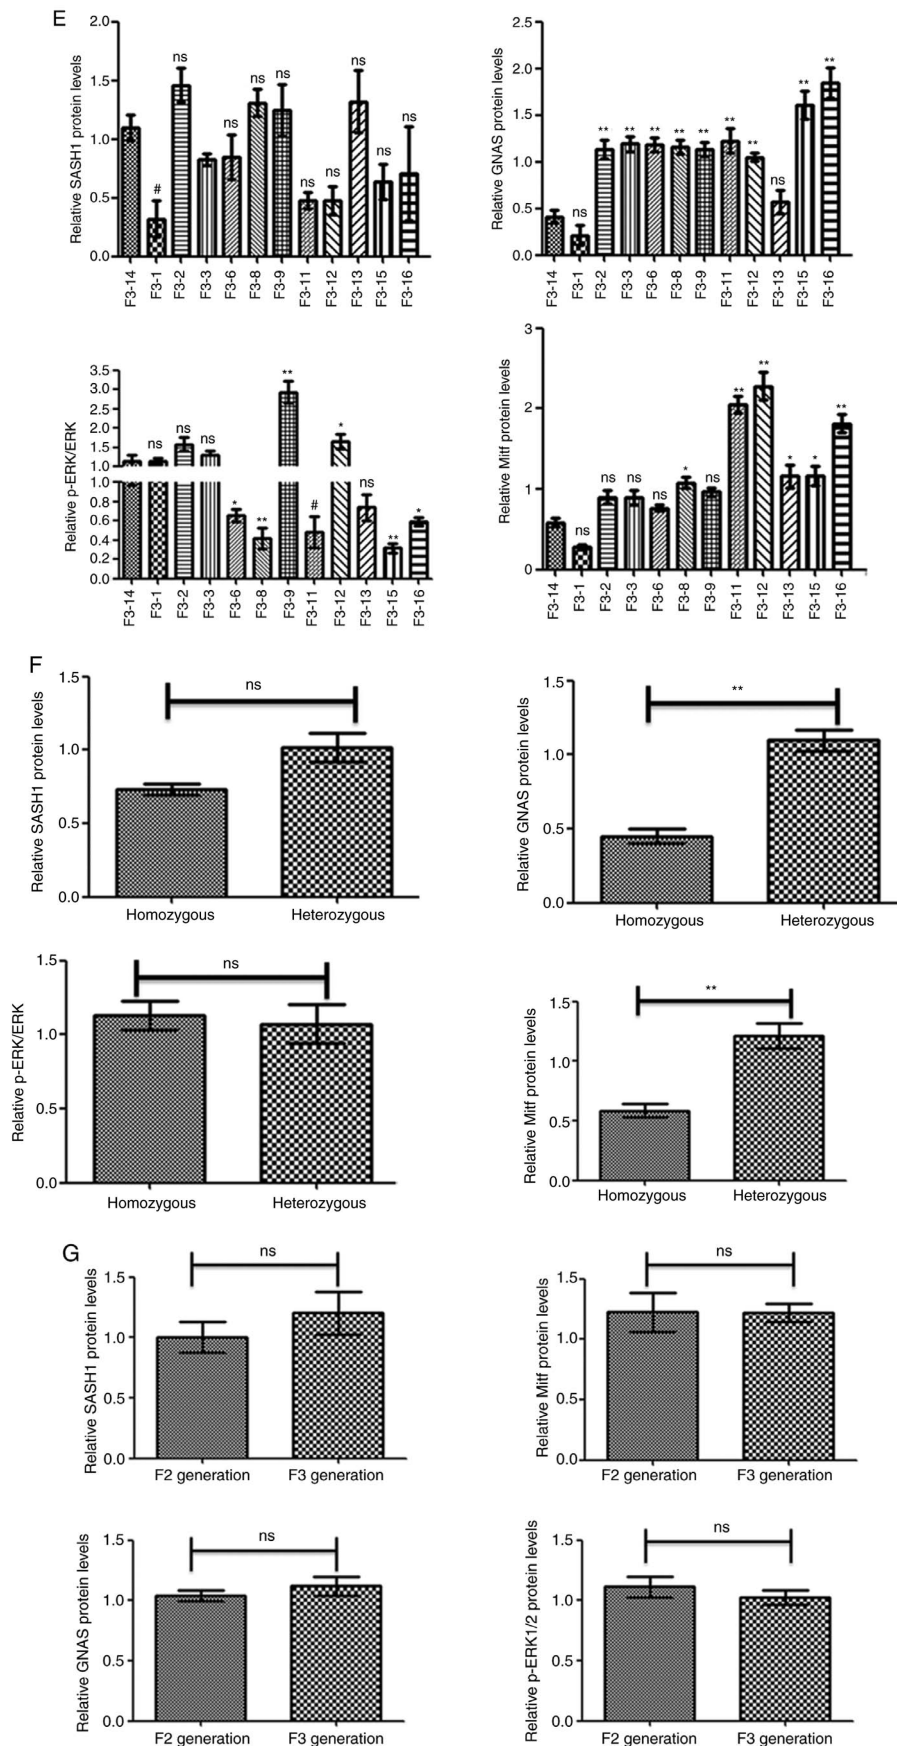 E
Relative SASH1 protein levels
2.0
1.5
1.0
0.5
0.0
ns
#
ns
ns
ns
ns
ns
ns
ns
ns
ns
F3-14
F3-1
F3-2
F3-3
F3-6
F3-8
F3-9
F3-11
F3-12
F3-13
F3-15
F3-16
Relative GNAS protein levels
2.5
2.0
1.5
1.0
0.5
0.0
ns
**
**
**
**
**
**
**
ns
**
**
F3-14
F3-1
F3-2
F3-3
F3-6
F3-8
F3-9
F3-11
F3-12
F3-13
F3-15
F3-16
Relative p-ERK/ERK
3.5
3.0
2.5
2.0
1.5
1.0
1.0
0.8
0.6
0.4
0.2
0.0
ns
ns
ns
*
**
**
#
*
ns
**
*
F3-14
F3-1
F3-2
F3-3
F3-6
F3-8
F3-9
F3-11
F3-12
F3-13
F3-15
F3-16
Relative Mitf protein levels
3
2
1
0
ns
ns
ns
ns
*
ns
**
**
*
*
**
F3-14
F3-1
F3-2
F3-3
F3-6
F3-8
F3-9
F3-11
F3-12
F3-13
F3-15
F3-16
F
Relative SASH1 protein levels
1.5
1.0
0.5
0.0
ns
Homozygous
Heterozygous
Relative GNAS protein levels
1.5
1.0
0.5
0.0
**
Homozygous
Heterozygous
Relative p-ERK/ERK
1.5
1.0
0.5
0.0
ns
Homozygous
Heterozygous
Relative Mitf protein levels
1.5
1.0
0.5
0.0
**
Homozygous
Heterozygous
G
Relative SASH1 protein levels
1.5
1.0
0.5
0.0
ns
F2 generation
F3 generation
Relative Mitf protein levels
1.5
1.0
0.5
0.0
ns
F2 generation
F3 generation
Relative GNAS protein levels
1.5
1.0
0.5
0.0
ns
F2 generation
F3 generation
Relative p-ERK1/2 protein levels
1.5
1.0
0.5
0.0
ns
F2 generation
F3 generation